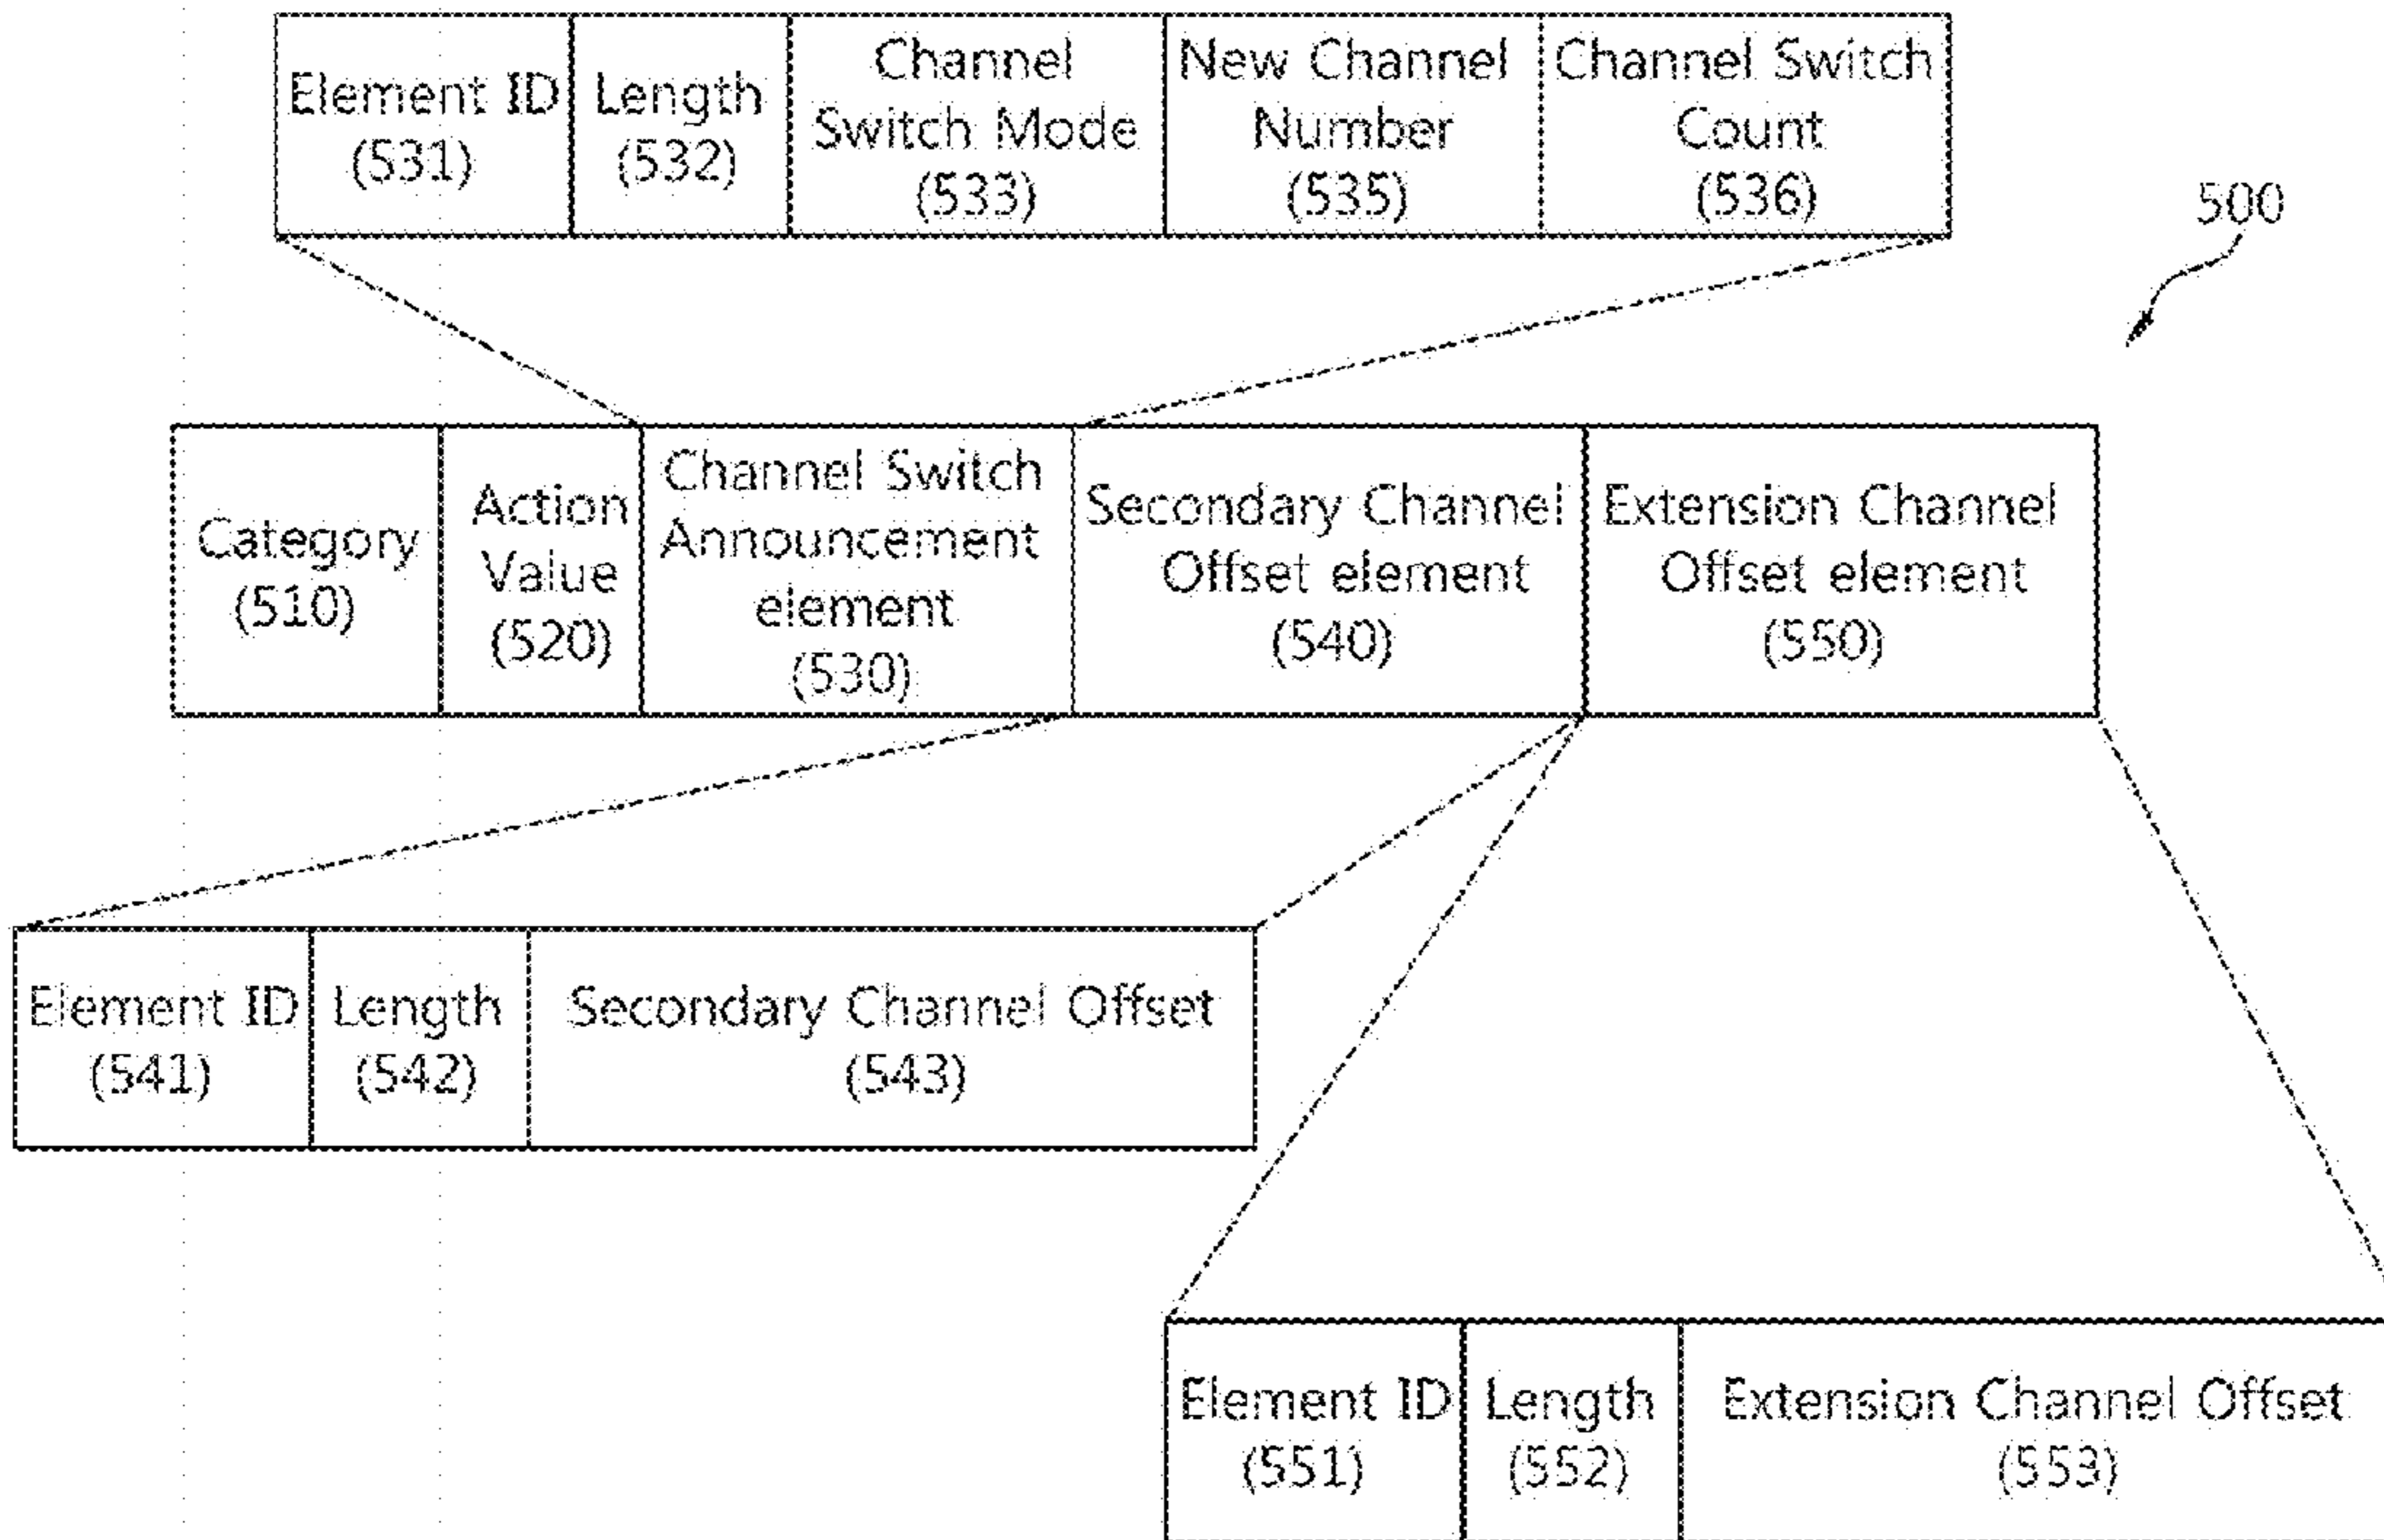 Element ID
(531)
Length
(532)
Channel
Switch Mode
(533)
New Channel
Number
(535)
Channel Switch
Count
(536)
500
Category
(510)
Action
Value
(520)
Channel Switch
Announcement
element
(530)
Secondary Channel
Offset element
(540)
Extension Channel
Offset element
(550)
Element ID
(541)
Length
(542)
Secondary Channel Offset
(543)
Element ID
(551)
Length
(552)
Extension Channel Offset
(553)